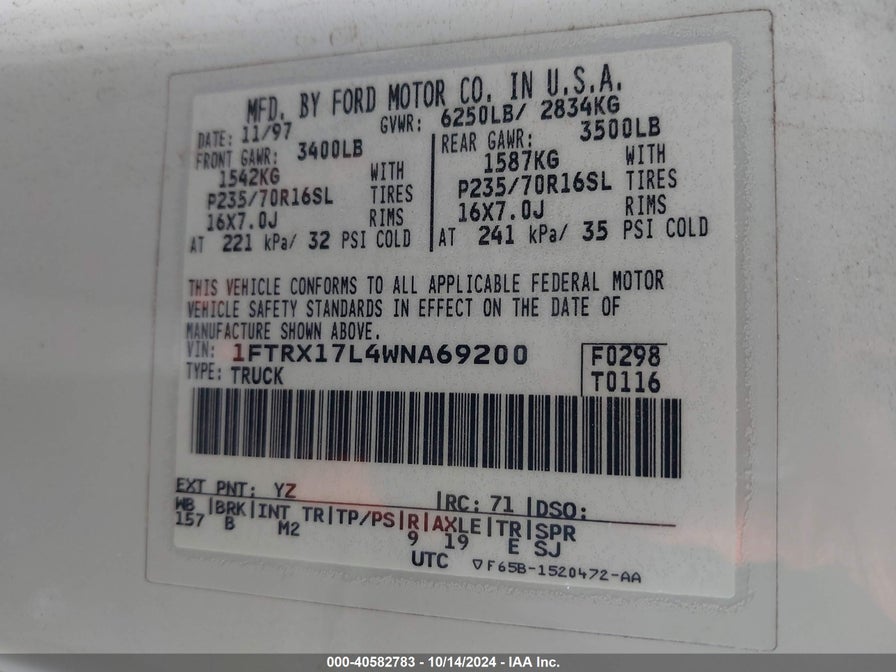 MFD. BY FORD MOTOR CO. IN U.S.A.
DATE: 11/97 GVWR: 6250LB/ 2834KG
FRONT GAWR: 3400LB
1542KG WITH
P235/70R16SL TIRES
16X7.0J RIMS
AT 221 kPa/ 32 PSI COLD
REAR GAWR: 3500LB
1587KG WITH
P235/70R16SL TIRES
16X7.0J RIMS
AT 241 kPa/ 35 PSI COLD
THIS VEHICLE CONFORMS TO ALL APPLICABLE FEDERAL MOTOR
VEHICLE SAFETY STANDARDS IN EFFECT ON THE DATE OF
MANUFACTURE SHOWN ABOVE.
VIN: 1FTRX17L4WNA69200
TYPE: TRUCK
F0298
T0116
EXT PNT: YZ |RC: 71 |DSO:
WB |BRK|INT TR|TP/PS|R|AXLE|TR|SPR
157 B M2 9 19 E SJ
UTC ▽F65B-1520472-AA
000-40582783 - 10/14/2024 - IAA Inc.